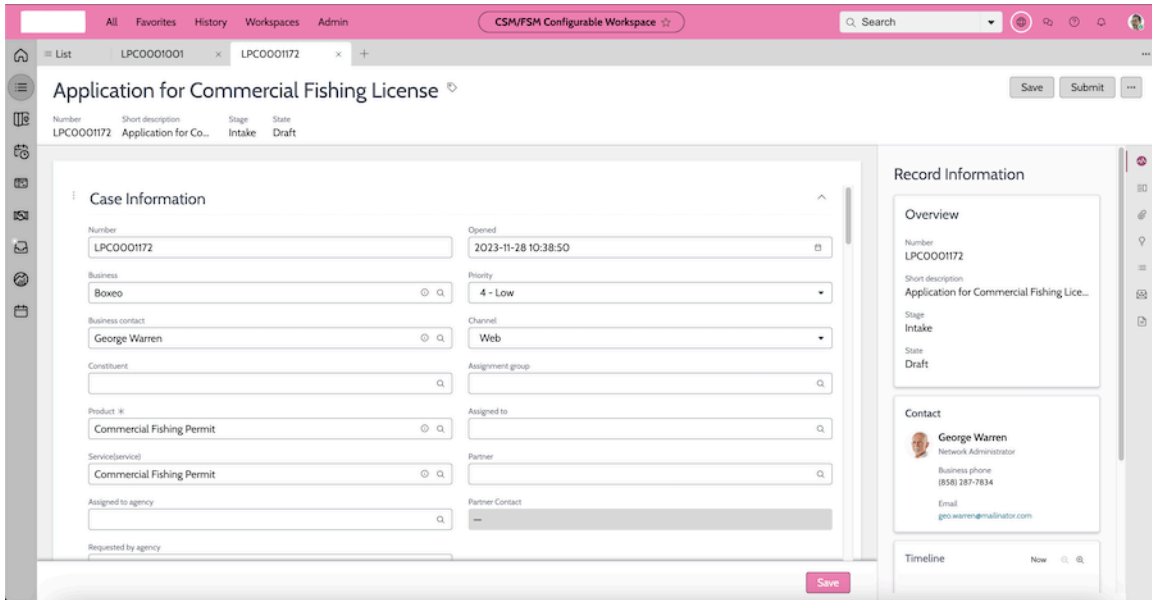 All Favorites History Workspaces Admin CSM/FSM Configurable Workspace Search
List LPC0001001 × LPC0001172 × +
Application for Commercial Fishing License
Save Submit
Number Short description Stage State
LPC0001172 Application for Co... Intake Draft
Case Information
Number
LPC0001172
Opened
2023-11-28 10:38:50
Business
Boxeo
Priority
4 - Low
Business contact
George Warren
Channel
Web
Constituent
Assignment group
Product *
Commercial Fishing Permit
Assigned to
Service(service)
Commercial Fishing Permit
Partner
Assigned to agency
Partner Contact
—
Requested by agency
Save
Record Information
Overview
Number
LPC0001172
Short description
Application for Commercial Fishing Lice...
Stage
Intake
State
Draft
Contact
George Warren
Network Administrator
Business phone
(858) 287-7834
Email
geo.warren@mailinator.com
Timeline Now